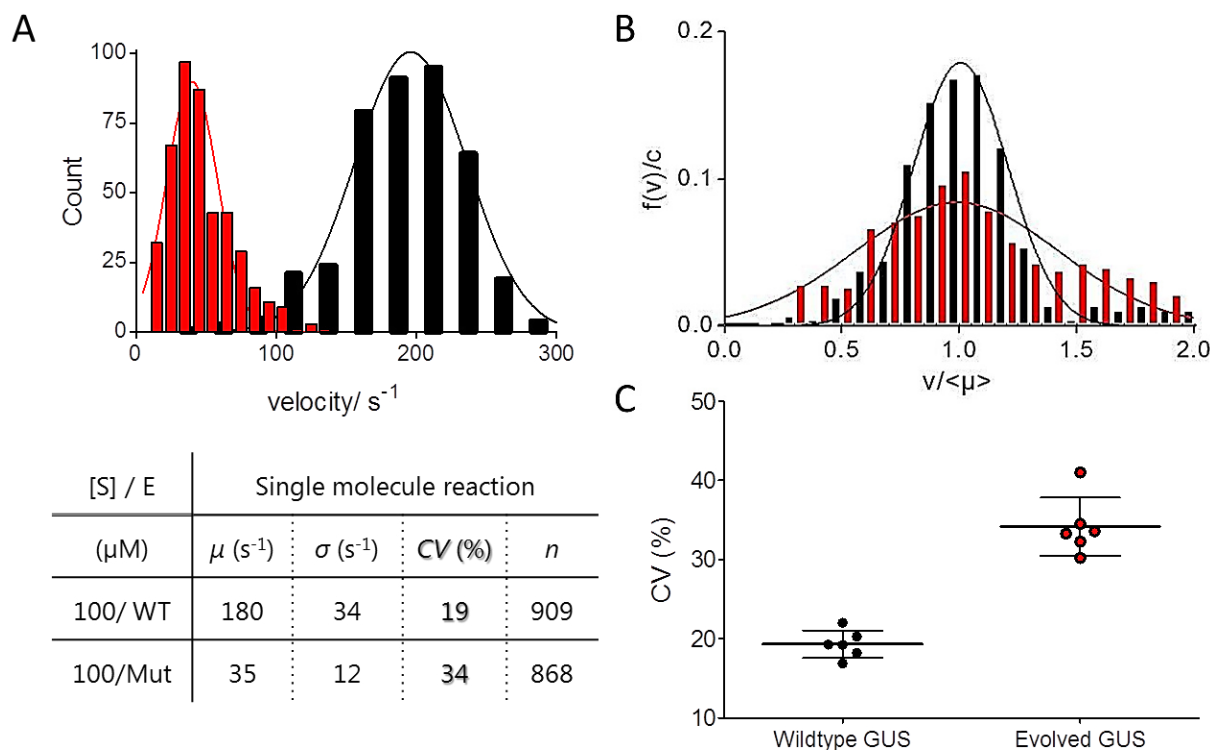 A
100
75
50
25
0
Count
0 100 200 300
velocity/ s⁻¹
B
0.2
0.1
0.0
f(v)/c
0.0 0.5 1.0 1.5 2.0
v/<µ>
[S] / E Single molecule reaction
(µM) µ (s⁻¹) σ (s⁻¹) CV (%) n
100/ WT 180 34 19 909
100/Mut 35 12 34 868
C
50
40
30
20
10
CV (%)
Wildtype GUS Evolved GUS